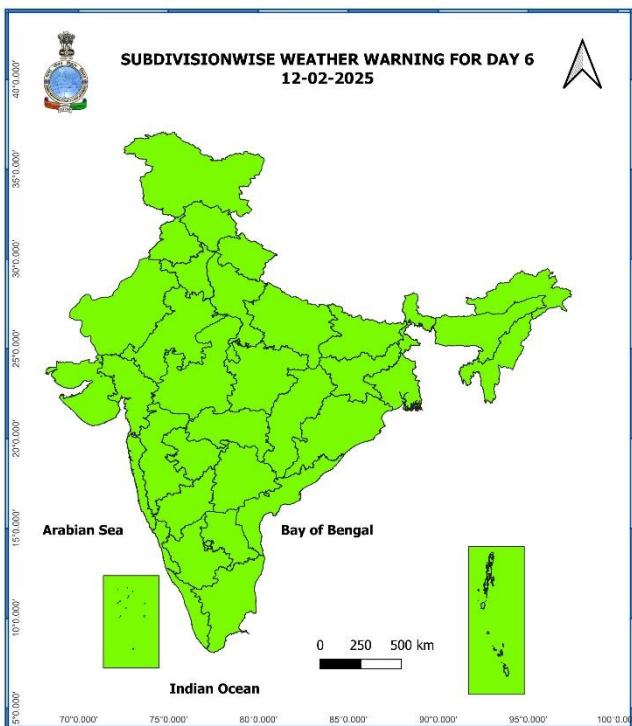 SUBDIVISIONWISE WEATHER WARNING FOR DAY 6
12-02-2025
40°0.000'
35°0.000'
30°0.000'
25°0.000'
20°0.000'
15°0.000'
10°0.000'
5°0.000'
Arabian Sea
Bay of Bengal
0 250 500 km
Indian Ocean
70°0.000' 75°0.000' 80°0.000' 85°0.000' 90°0.000' 95°0.000' 100°0.0